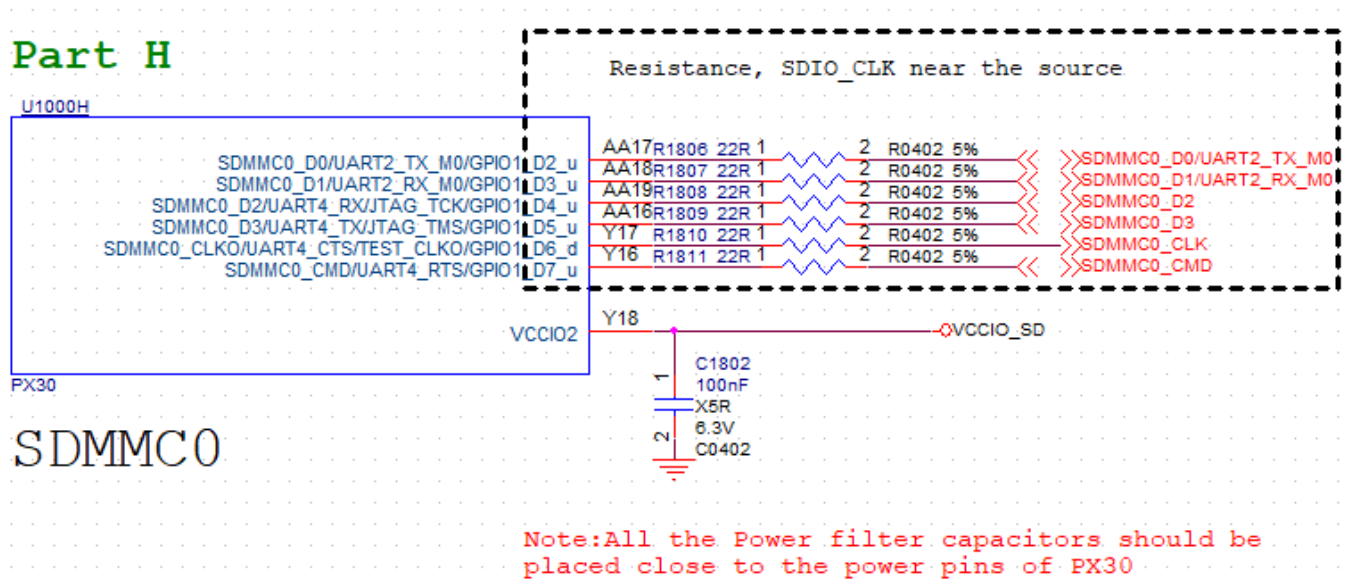 Part H
Resistance, SDIO_CLK near the source
U1000H
SDMMC0_D0/UART2_TX_M0/GPIO1_D2_u AA17 R1806 22R 1 2 R0402 5% SDMMC0_D0/UART2_TX_M0
SDMMC0_D1/UART2_RX_M0/GPIO1_D3_u AA18 R1807 22R 1 2 R0402 5% SDMMC0_D1/UART2_RX_M0
SDMMC0_D2/UART4_RX/JTAG_TCK/GPIO1_D4_u AA19 R1808 22R 1 2 R0402 5% SDMMC0_D2
SDMMC0_D3/UART4_TX/JTAG_TMS/GPIO1_D5_u AA16 R1809 22R 1 2 R0402 5% SDMMC0_D3
SDMMC0_CLKO/UART4_CTS/TEST_CLKO/GPIO1_D6_d Y17 R1810 22R 1 2 R0402 5% SDMMC0_CLK
SDMMC0_CMD/UART4_RTS/GPIO1_D7_u Y16 R1811 22R 1 2 R0402 5% SDMMC0_CMD
VCCIO2 Y18 VCCIO_SD
PX30
1 C1802
100nF
X5R
2 6.3V
C0402
SDMMC0
Note:All the Power filter capacitors should be
placed close to the power pins of PX30